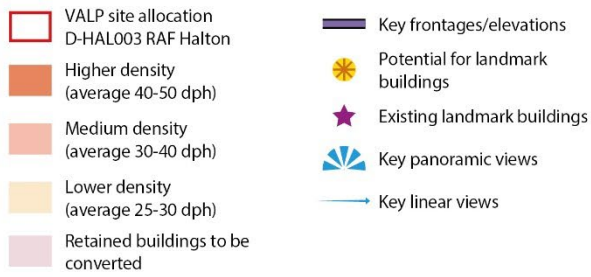 VALP site allocation
D-HAL003 RAF Halton
Higher density
(average 40-50 dph)
Medium density
(average 30-40 dph)
Lower density
(average 25-30 dph)
Retained buildings to be
converted
Key frontages/elevations
Potential for landmark
buildings
Existing landmark buildings
Key panoramic views
Key linear views